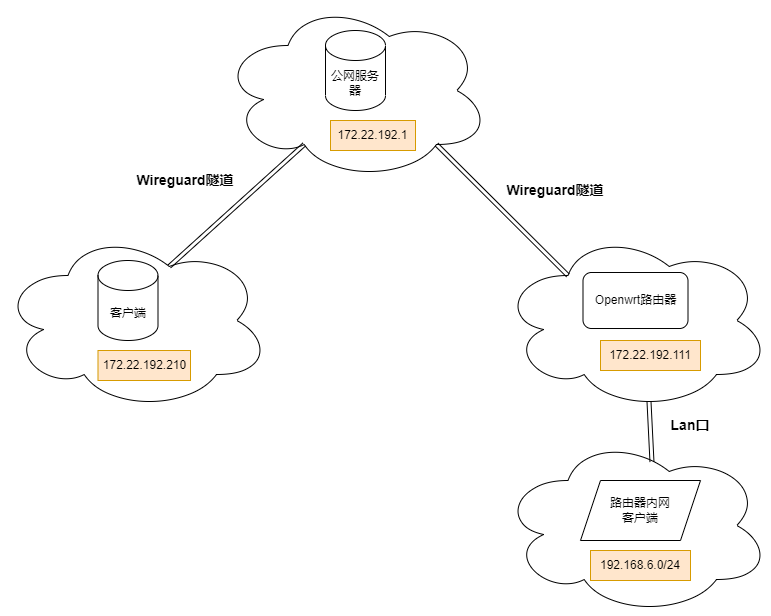 公网服务
器
172.22.192.1
Wireguard隧道
Wireguard隧道
客户端
172.22.192.210
Openwrt路由器
172.22.192.111
Lan口
路由器内网
客户端
192.168.6.0/24